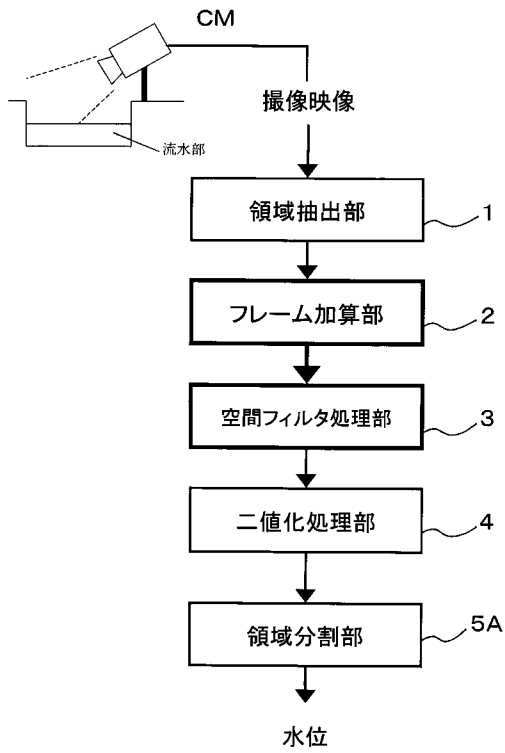 CM
撮像映像
流水部
領域抽出部
1
フレーム加算部
2
空間フィルタ処理部
3
二値化処理部
4
領域分割部
5A
水位